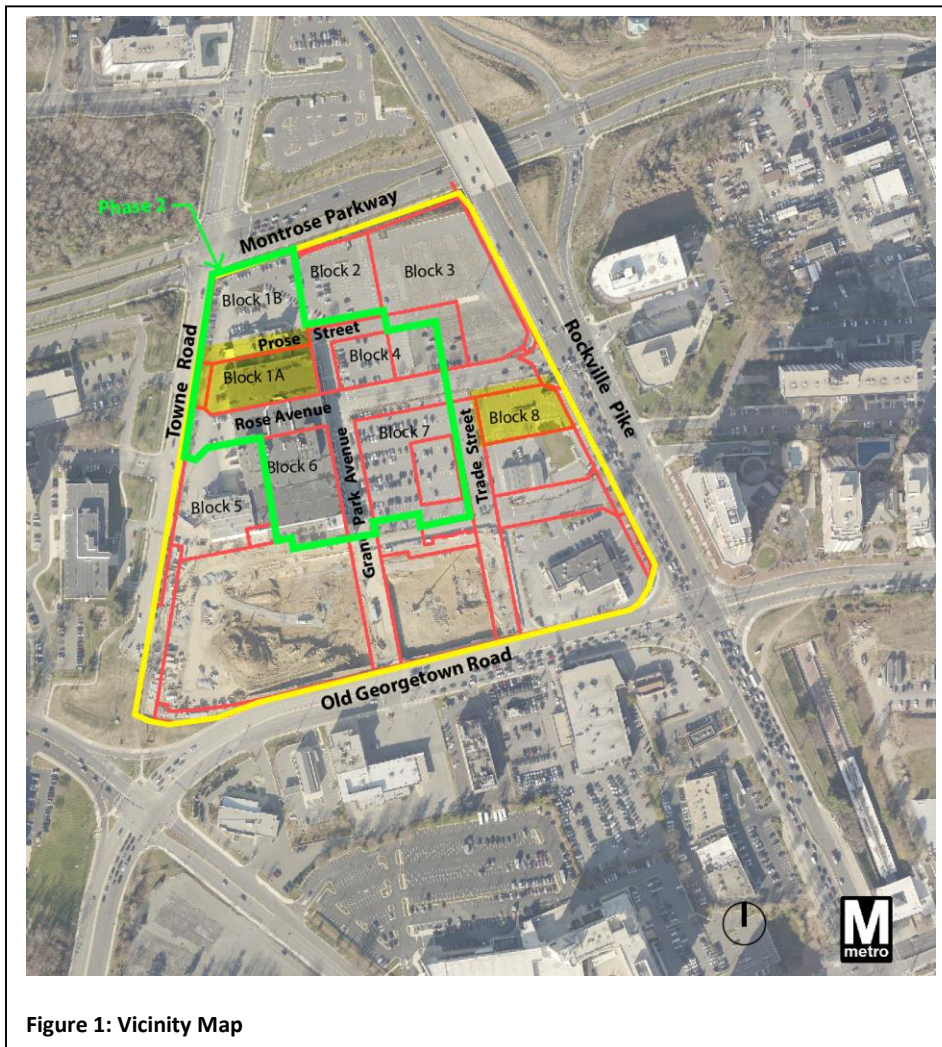 Phase 2
Montrose Parkway
Block 2
Block 3
Block 1B
Prose Street
Block 4
Block 1A
Towne Road
Rockville Pike
Rose Avenue
Block 8
Block 7
Block 6
Grand Park Avenue
Trade Street
Block 5
Old Georgetown Road
M
metro
Figure 1: Vicinity Map